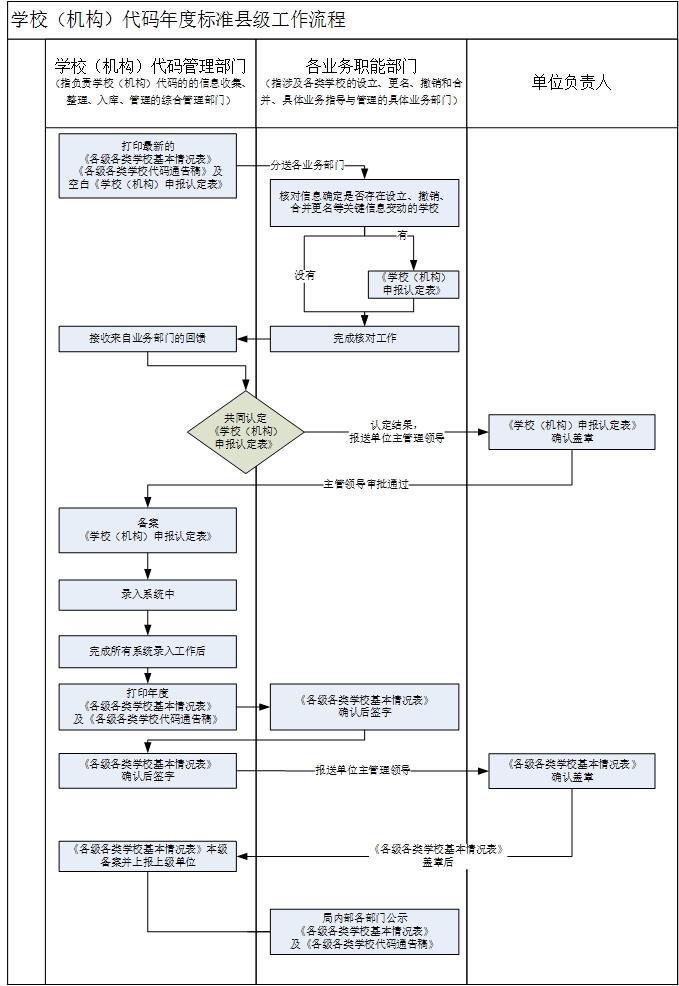 学校（机构）代码年度标准县级工作流程
学校（机构）代码管理部门
（指负责学校（机构）代码的的信息收集、
整理、入库、管理的综合管理部门）
各业务职能部门
（指涉及各类学校的设立、更名、撤销和合
并、具体业务指导与管理的具体业务部门）
单位负责人
打印最新的
《各级各类学校基本情况表》
《各级各类学校代码通告稿》及
空白《学校（机构）申报认定表》
分送各业务部门
核对信息确定是否存在设立、撤销、
合并更名等关键信息变动的学校
有
没有
《学校（机构）
申报认定表》
接收来自业务部门的回馈
完成核对工作
共同认定
《学校（机构）
申报认定表》
认定结果，
报送单位主管理领导
《学校（机构）申报认定表》
确认盖章
主管领导审批通过
备案
《学校（机构）申报认定表》
录入系统中
完成所有系统录入工作后
打印年度
《各级各类学校基本情况表》
及《各级各类学校代码通告稿》
《各级各类学校基本情况表》
确认后签字
《各级各类学校基本情况表》
确认后签字
报送单位主管理领导
《各级各类学校基本情况表》
确认盖章
《各级各类学校基本情况表》本级
备案并上报上级单位
《各级各类学校基本情况表》
盖章后
局内部各部门公示
《各级各类学校基本情况表》
及《各级各类学校代码通告稿》